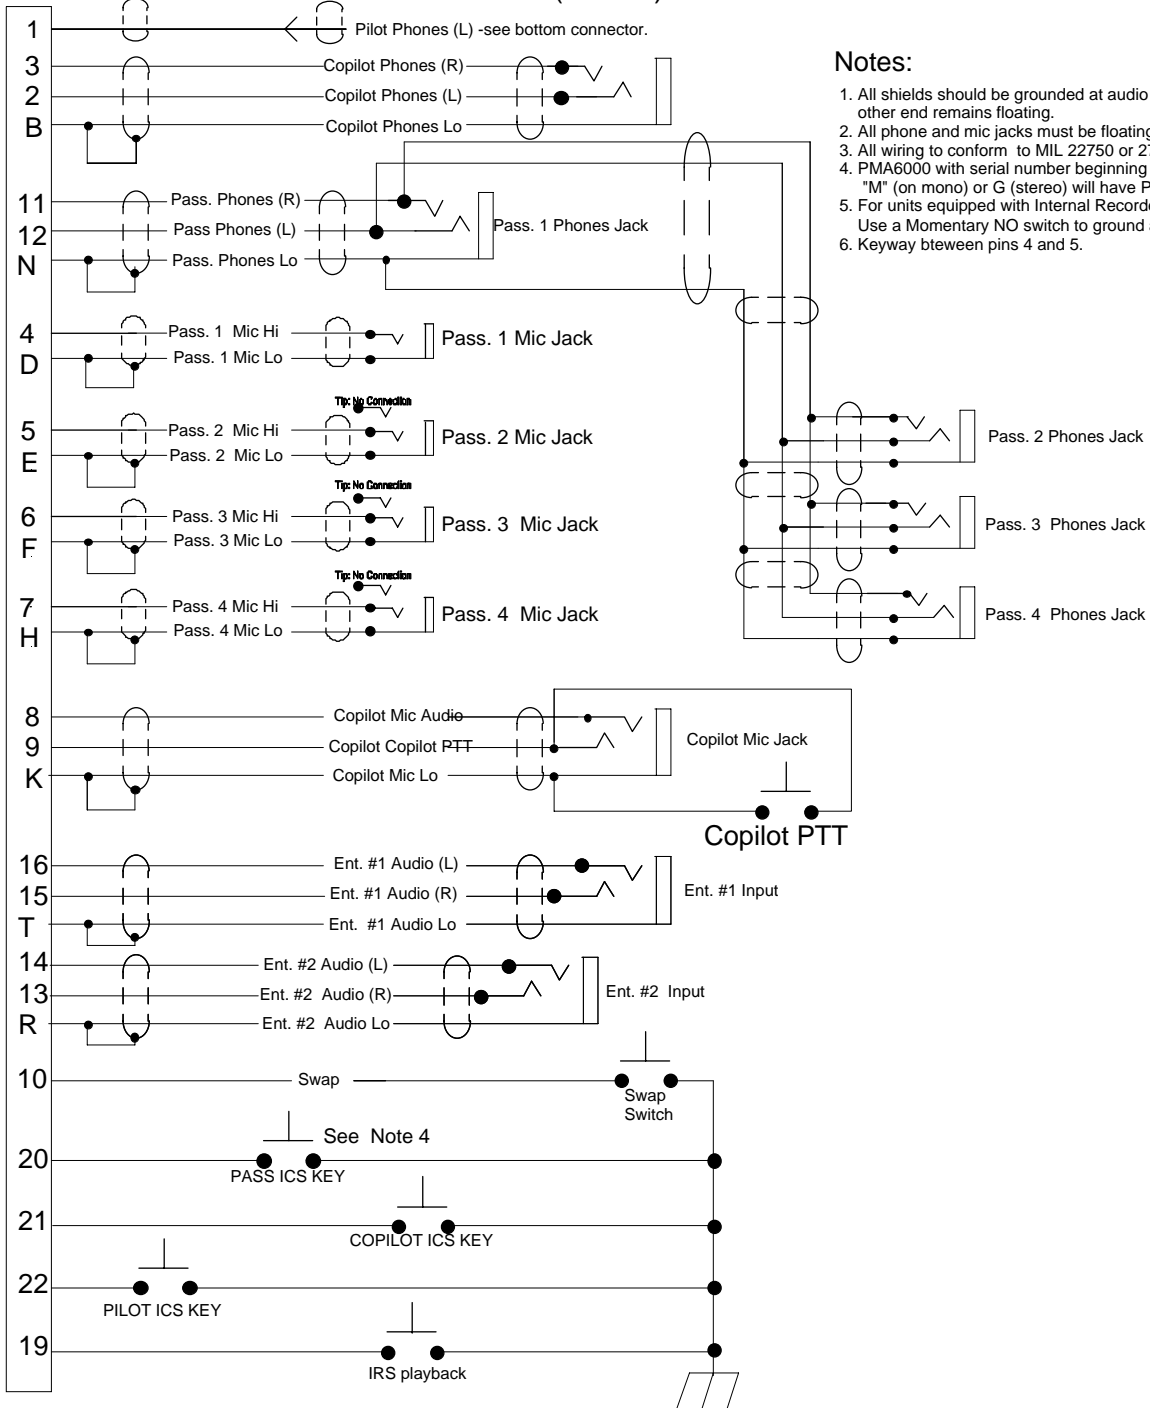 1 Pilot Phones (L) -see bottom connector.
3 Copilot Phones (R)
2 Copilot Phones (L)
B Copilot Phones Lo
Notes:
1. All shields should be grounded at audio
other end remains floating.
2. All phone and mic jacks must be floating
3. All wiring to conform to MIL 22750 or
4. PMA6000 with serial number beginning
"M" (on mono) or G (stereo) will have
5. For units equipped with Internal
Use a Momentary NO switch to ground
6. Keyway bteween pins 4 and 5.
11 Pass. Phones (R)
12 Pass Phones (L)
Pass. 1 Phones Jack
N Pass. Phones Lo
4 Pass. 1 Mic Hi
Pass. 1 Mic Jack
D Pass. 1 Mic Lo
Tip: No Connection
5 Pass. 2 Mic Hi
Pass. 2 Mic Jack
Pass. 2 Phones Jack
E Pass. 2 Mic Lo
Tip: No Connection
6 Pass. 3 Mic Hi
Pass. 3 Mic Jack
Pass. 3 Phones Jack
F Pass. 3 Mic Lo
Tip: No Connection
7 Pass. 4 Mic Hi
Pass. 4 Mic Jack
Pass. 4 Phones Jack
H Pass. 4 Mic Lo
8 Copilot Mic Audio
9 Copilot Copilot PTT
Copilot Mic Jack
K Copilot Mic Lo
Copilot PTT
16 Ent. #1 Audio (L)
15 Ent. #1 Audio (R)
Ent. #1 Input
T Ent. #1 Audio Lo
14 Ent. #2 Audio (L)
13 Ent. #2 Audio (R)
Ent. #2 Input
R Ent. #2 Audio Lo
10 Swap
Swap
Switch
See Note 4
20
PASS ICS KEY
21
COPILOT ICS KEY
22
PILOT ICS KEY
19
IRS playback